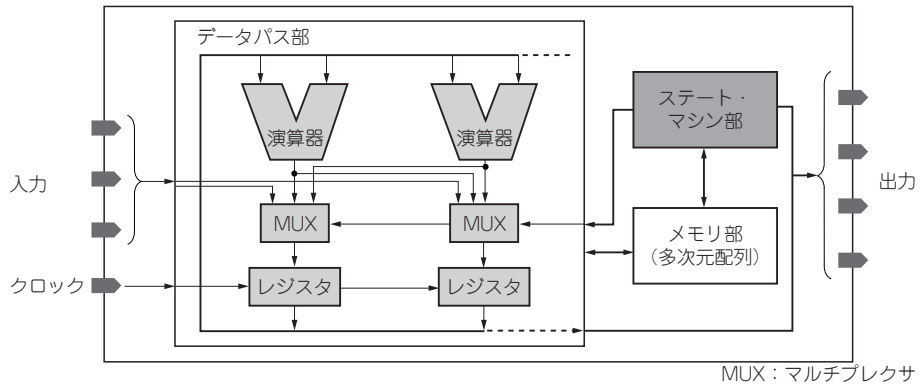 データパス部
演算器
演算器
ステート・
マシン部
入力
出力
MUX
MUX
メモリ部
(多次元配列)
クロック
レジスタ
レジスタ
MUX：マルチプレクサ